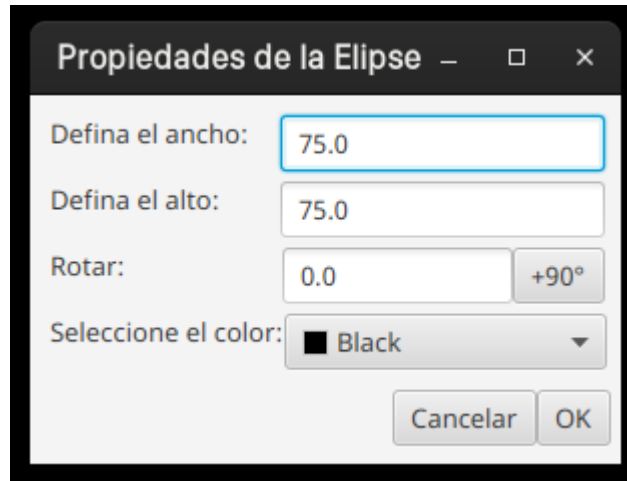 Propiedades de la Elipse
Defina el ancho: 75.0
Defina el alto: 75.0
Rotar: 0.0 +90°
Seleccione el color: Black
Cancelar OK